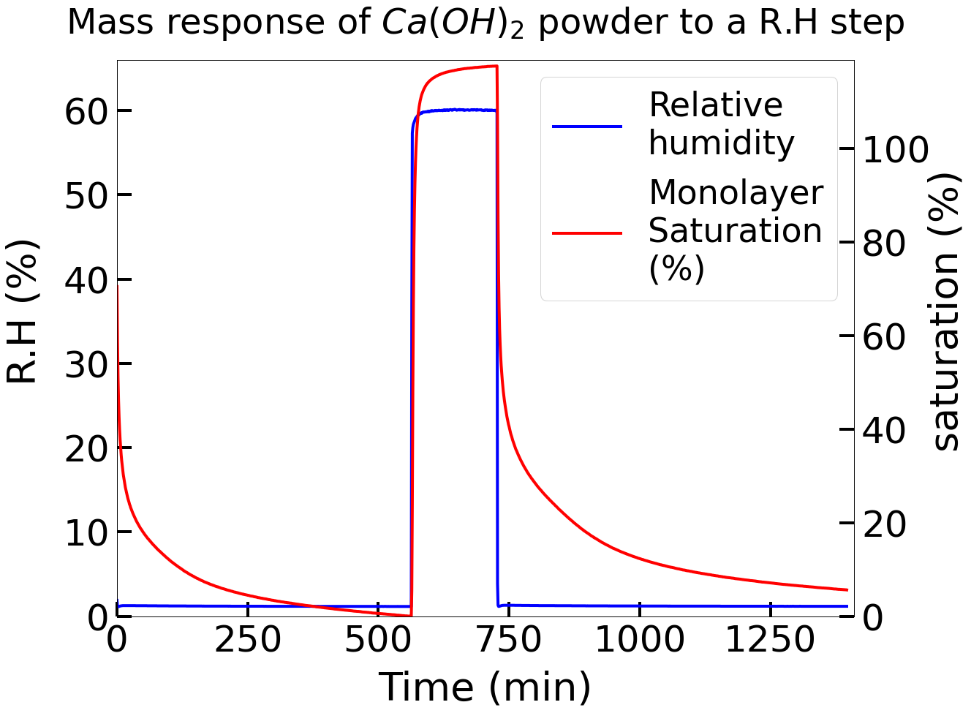 Mass response of Ca(OH)₂ powder to a R.H step
R.H (%)
60
50
40
30
20
10
0
Relative
humidity
Monolayer
Saturation
(%)
100
80
60
40
20
0
saturation (%)
0 250 500 750 1000 1250
Time (min)